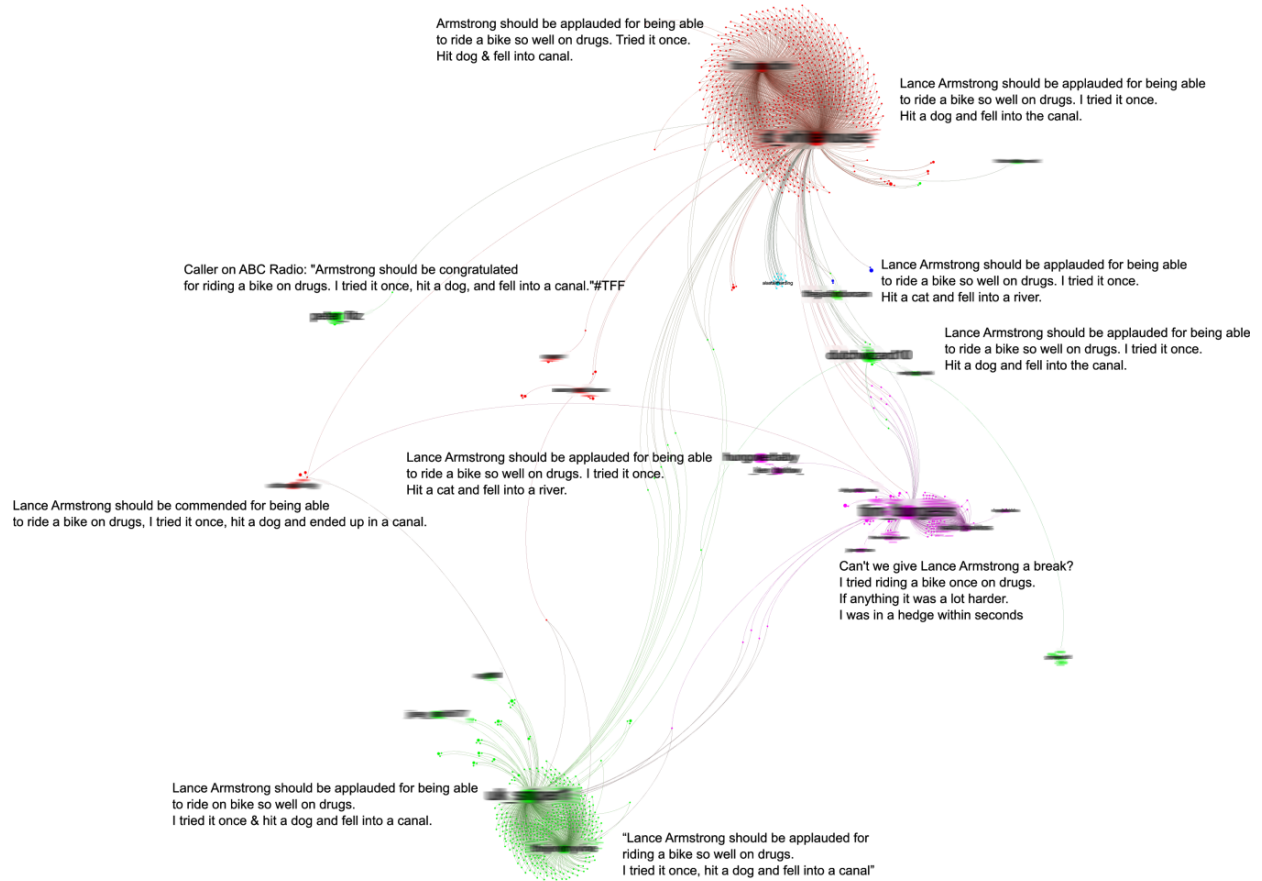 Armstrong should be applauded for being able
to ride a bike so well on drugs. Tried it once.
Hit dog & fell into canal.
Lance Armstrong should be applauded for being able
to ride a bike so well on drugs. I tried it once.
Hit a dog and fell into the canal.
Caller on ABC Radio: "Armstrong should be congratulated
for riding a bike on drugs. I tried it once, hit a dog, and fell into a canal."#TFF
Lance Armstrong should be applauded for being able
to ride a bike so well on drugs. I tried it once.
Hit a cat and fell into a river.
Lance Armstrong should be applauded for being able
to ride a bike so well on drugs. I tried it once.
Hit a dog and fell into the canal.
Lance Armstrong should be applauded for being able
to ride a bike so well on drugs. I tried it once.
Hit a cat and fell into a river.
Lance Armstrong should be commended for being able
to ride a bike on drugs, I tried it once, hit a dog and ended up in a canal.
Can't we give Lance Armstrong a break?
I tried riding a bike once on drugs.
If anything it was a lot harder.
I was in a hedge within seconds
Lance Armstrong should be applauded for being able
to ride on bike so well on drugs.
I tried it once & hit a dog and fell into a canal.
“Lance Armstrong should be applauded for
riding a bike so well on drugs.
I tried it once, hit a dog and fell into a canal”